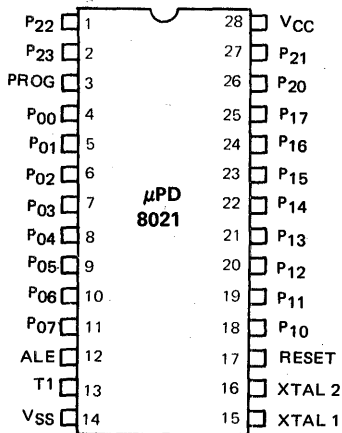 P22 1 28 VCC
P23 2 27 P21
PROG 3 26 P20
P00 4 25 P17
P01 5 24 P16
P02 6 23 P15
P03 7 μPD 22 P14
P04 8 8021 21 P13
P05 9 20 P12
P06 10 19 P11
P07 11 18 P10
ALE 12 17 RESET
T1 13 16 XTAL 2
VSS 14 15 XTAL 1